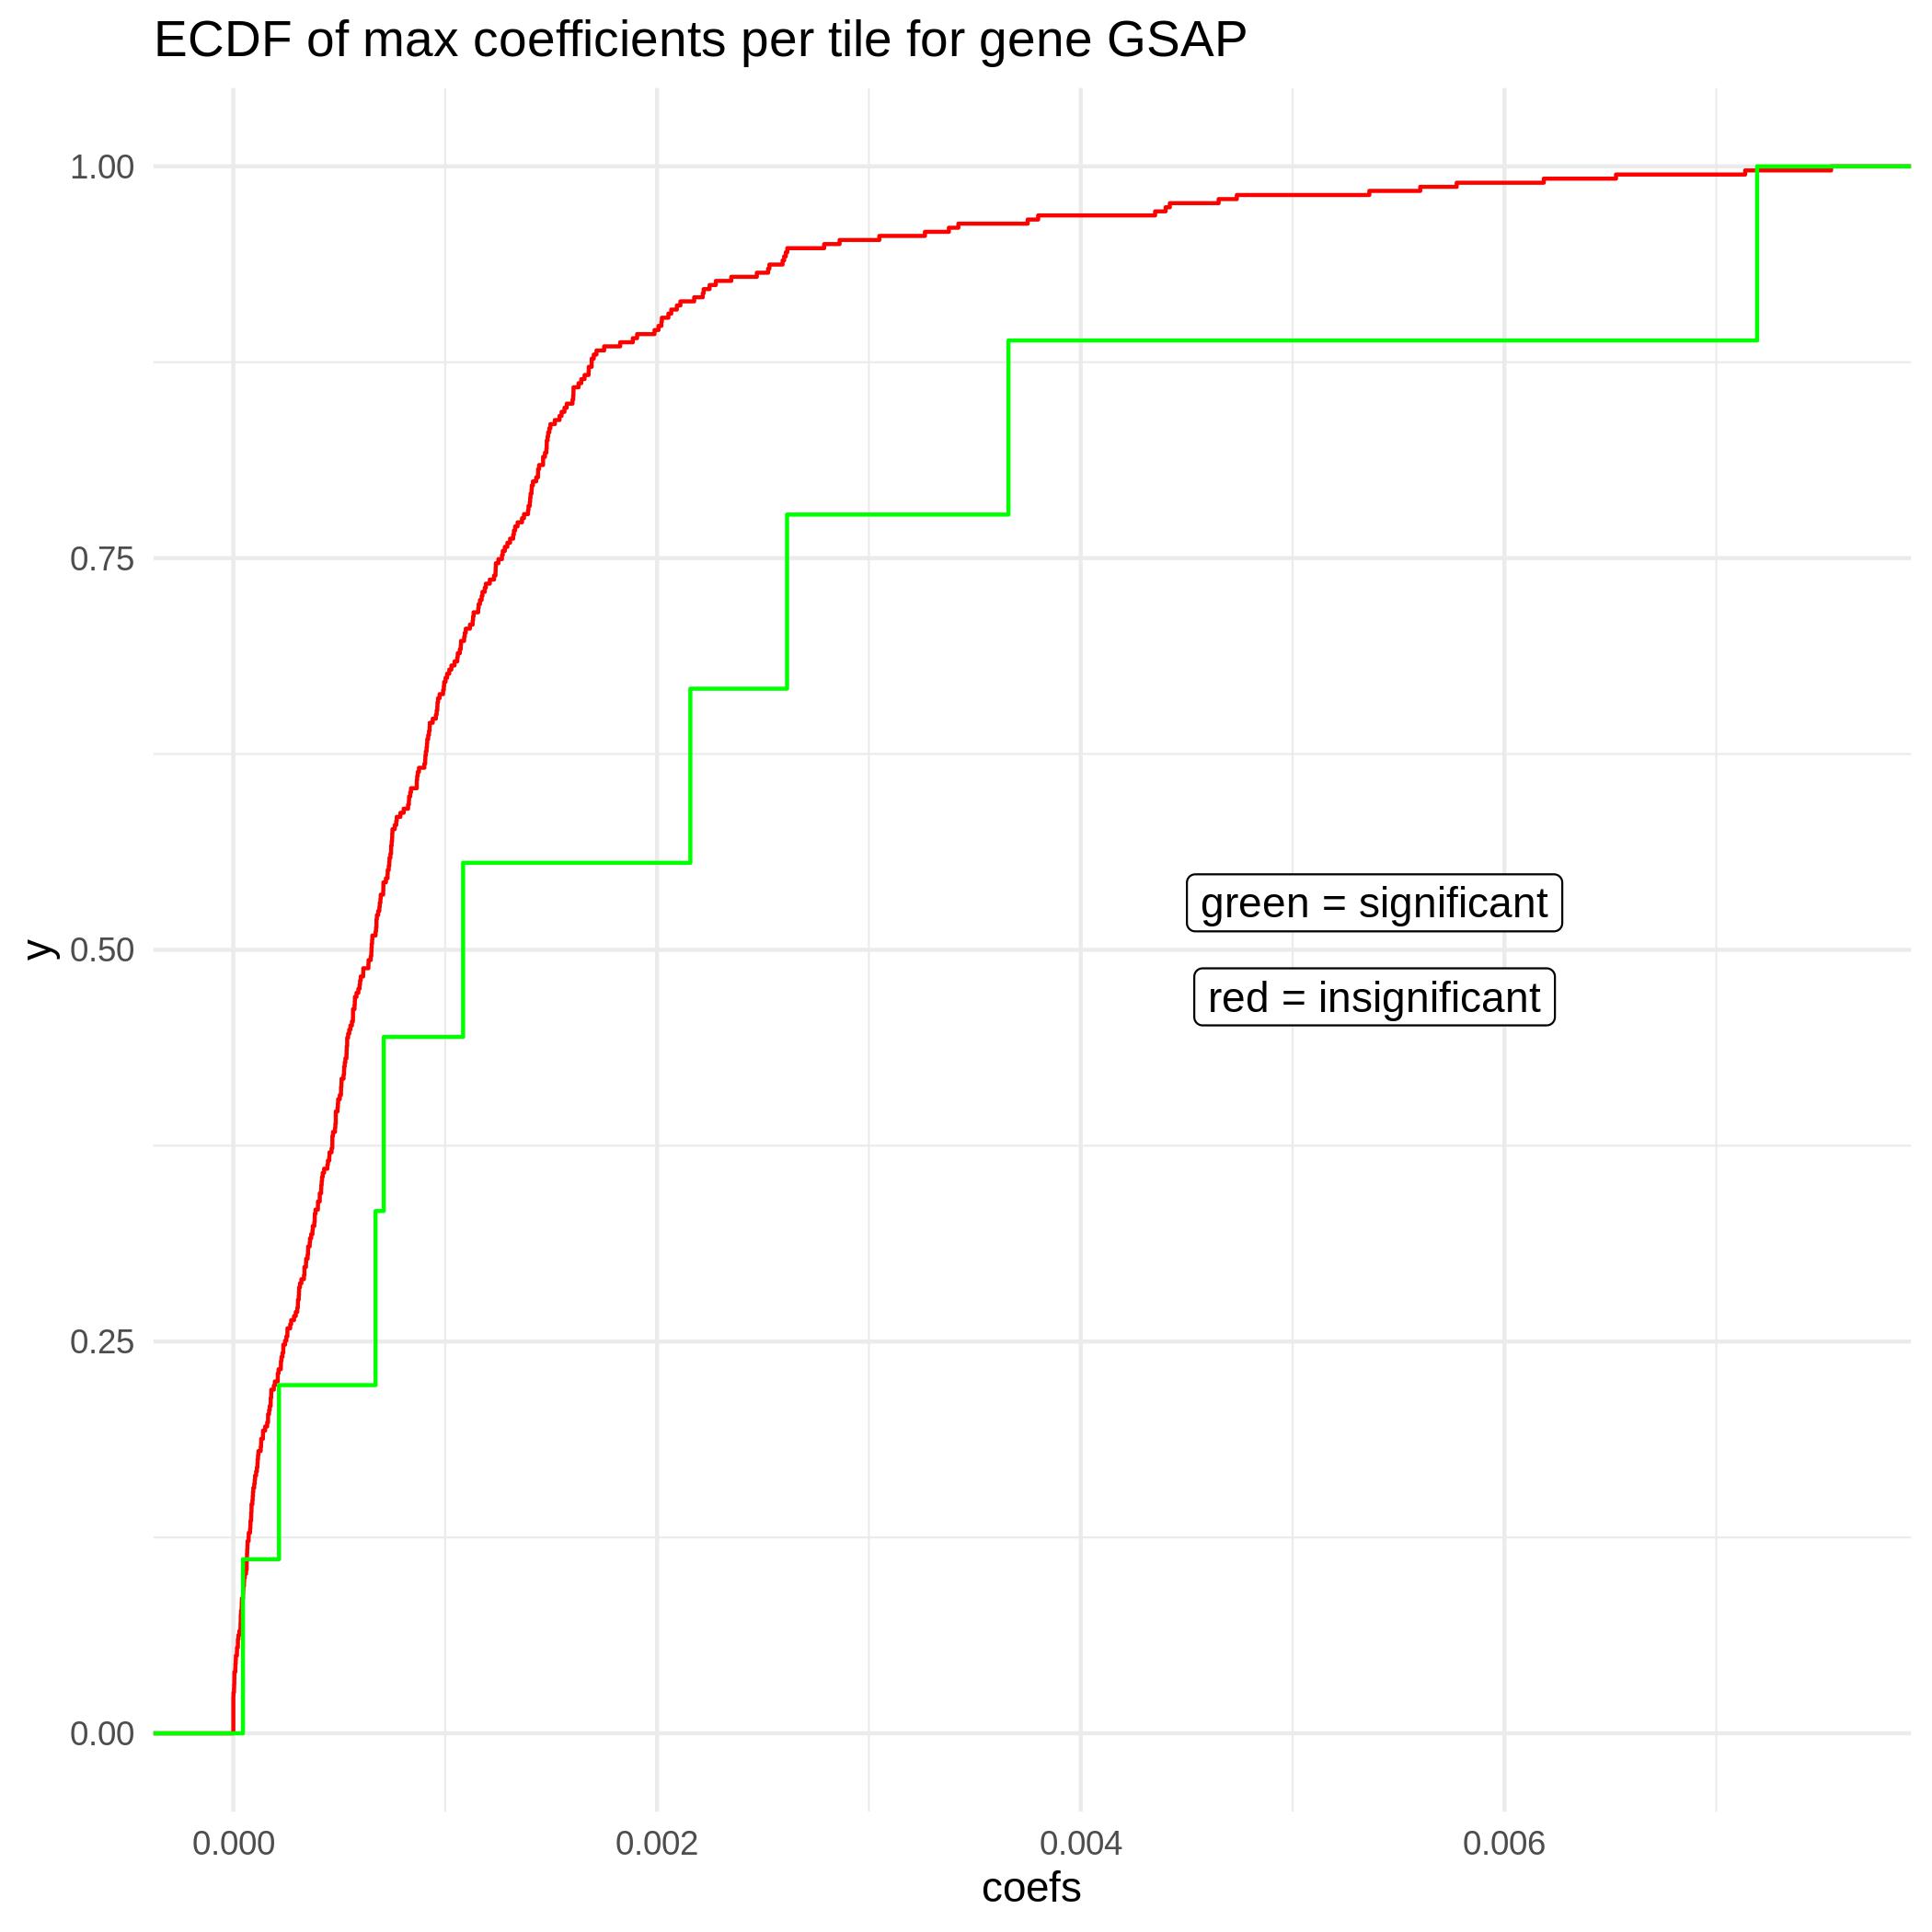 ECDF of max coefficients per tile for gene GSAP
1.00
0.75
0.50
0.25
0.00
y
green = significant
red = insignificant
0.000 0.002 0.004 0.006
coefs